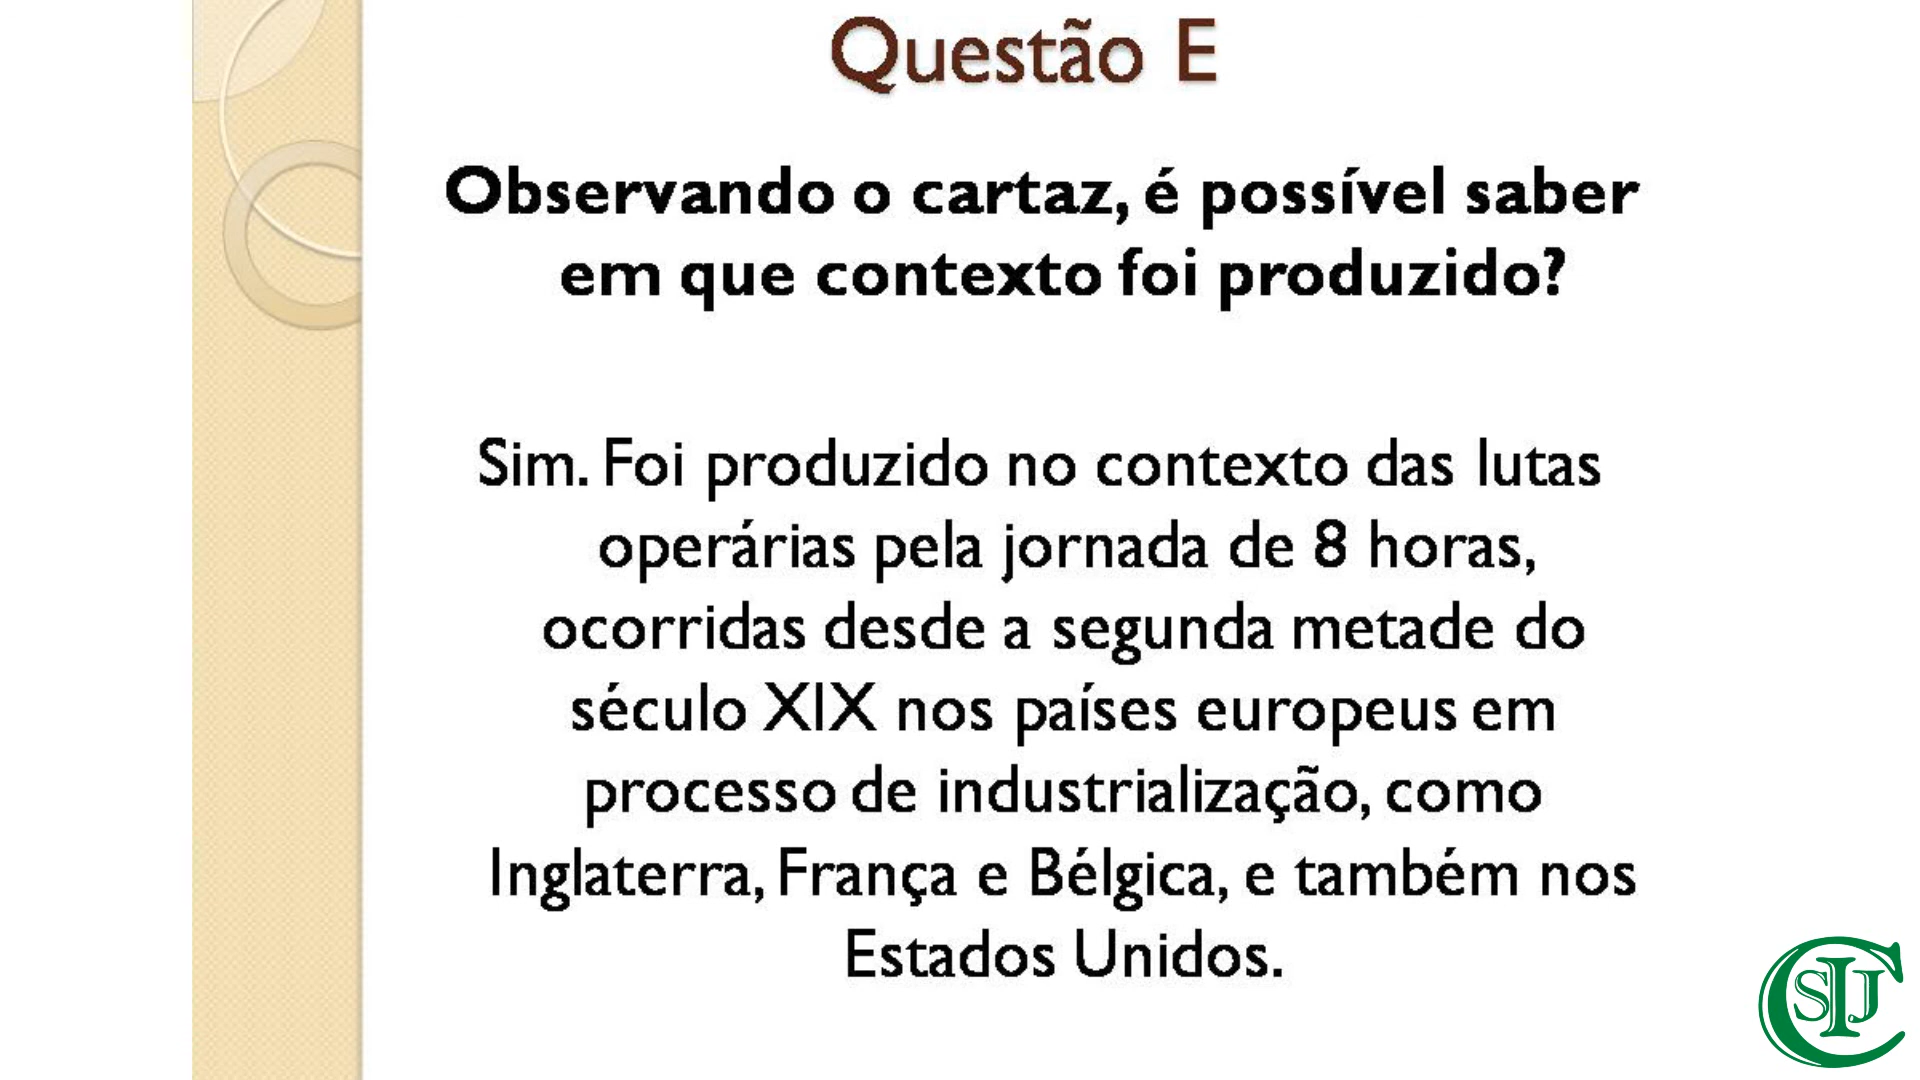 Questão E
Observando o cartaz, é possível saber
em que contexto foi produzido?
Sim. Foi produzido no contexto das lutas
operárias pela jornada de 8 horas,
ocorridas desde a segunda metade do
século XIX nos países europeus em
processo de industrialização, como
Inglaterra, França e Bélgica, e também nos
Estados Unidos.